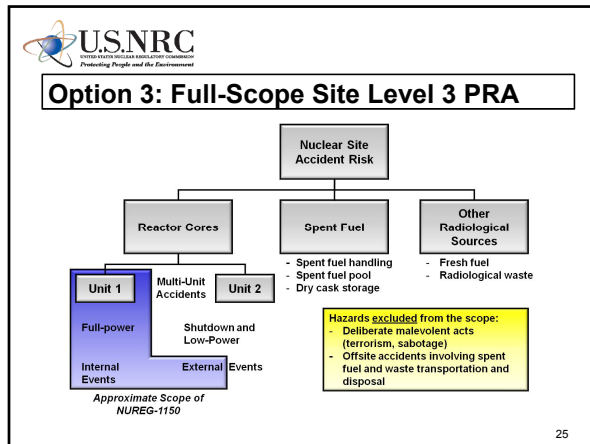 U.S.NRC
UNITED STATES NUCLEAR REGULATORY COMMISSION
Protecting People and the Environment
Option 3: Full-Scope Site Level 3 PRA
Nuclear Site
Accident Risk
Reactor Cores
Spent Fuel
Other
Radiological
Sources
- Spent fuel handling
- Spent fuel pool
- Dry cask storage
- Fresh fuel
- Radiological waste
Unit 1
Multi-Unit
Accidents
Unit 2
Full-power
Shutdown and
Low-Power
Internal
Events
External Events
Approximate Scope of
NUREG-1150
Hazards excluded from the scope:
- Deliberate malevolent acts
(terrorism, sabotage)
- Offsite accidents involving spent
fuel and waste transportation and
disposal
25